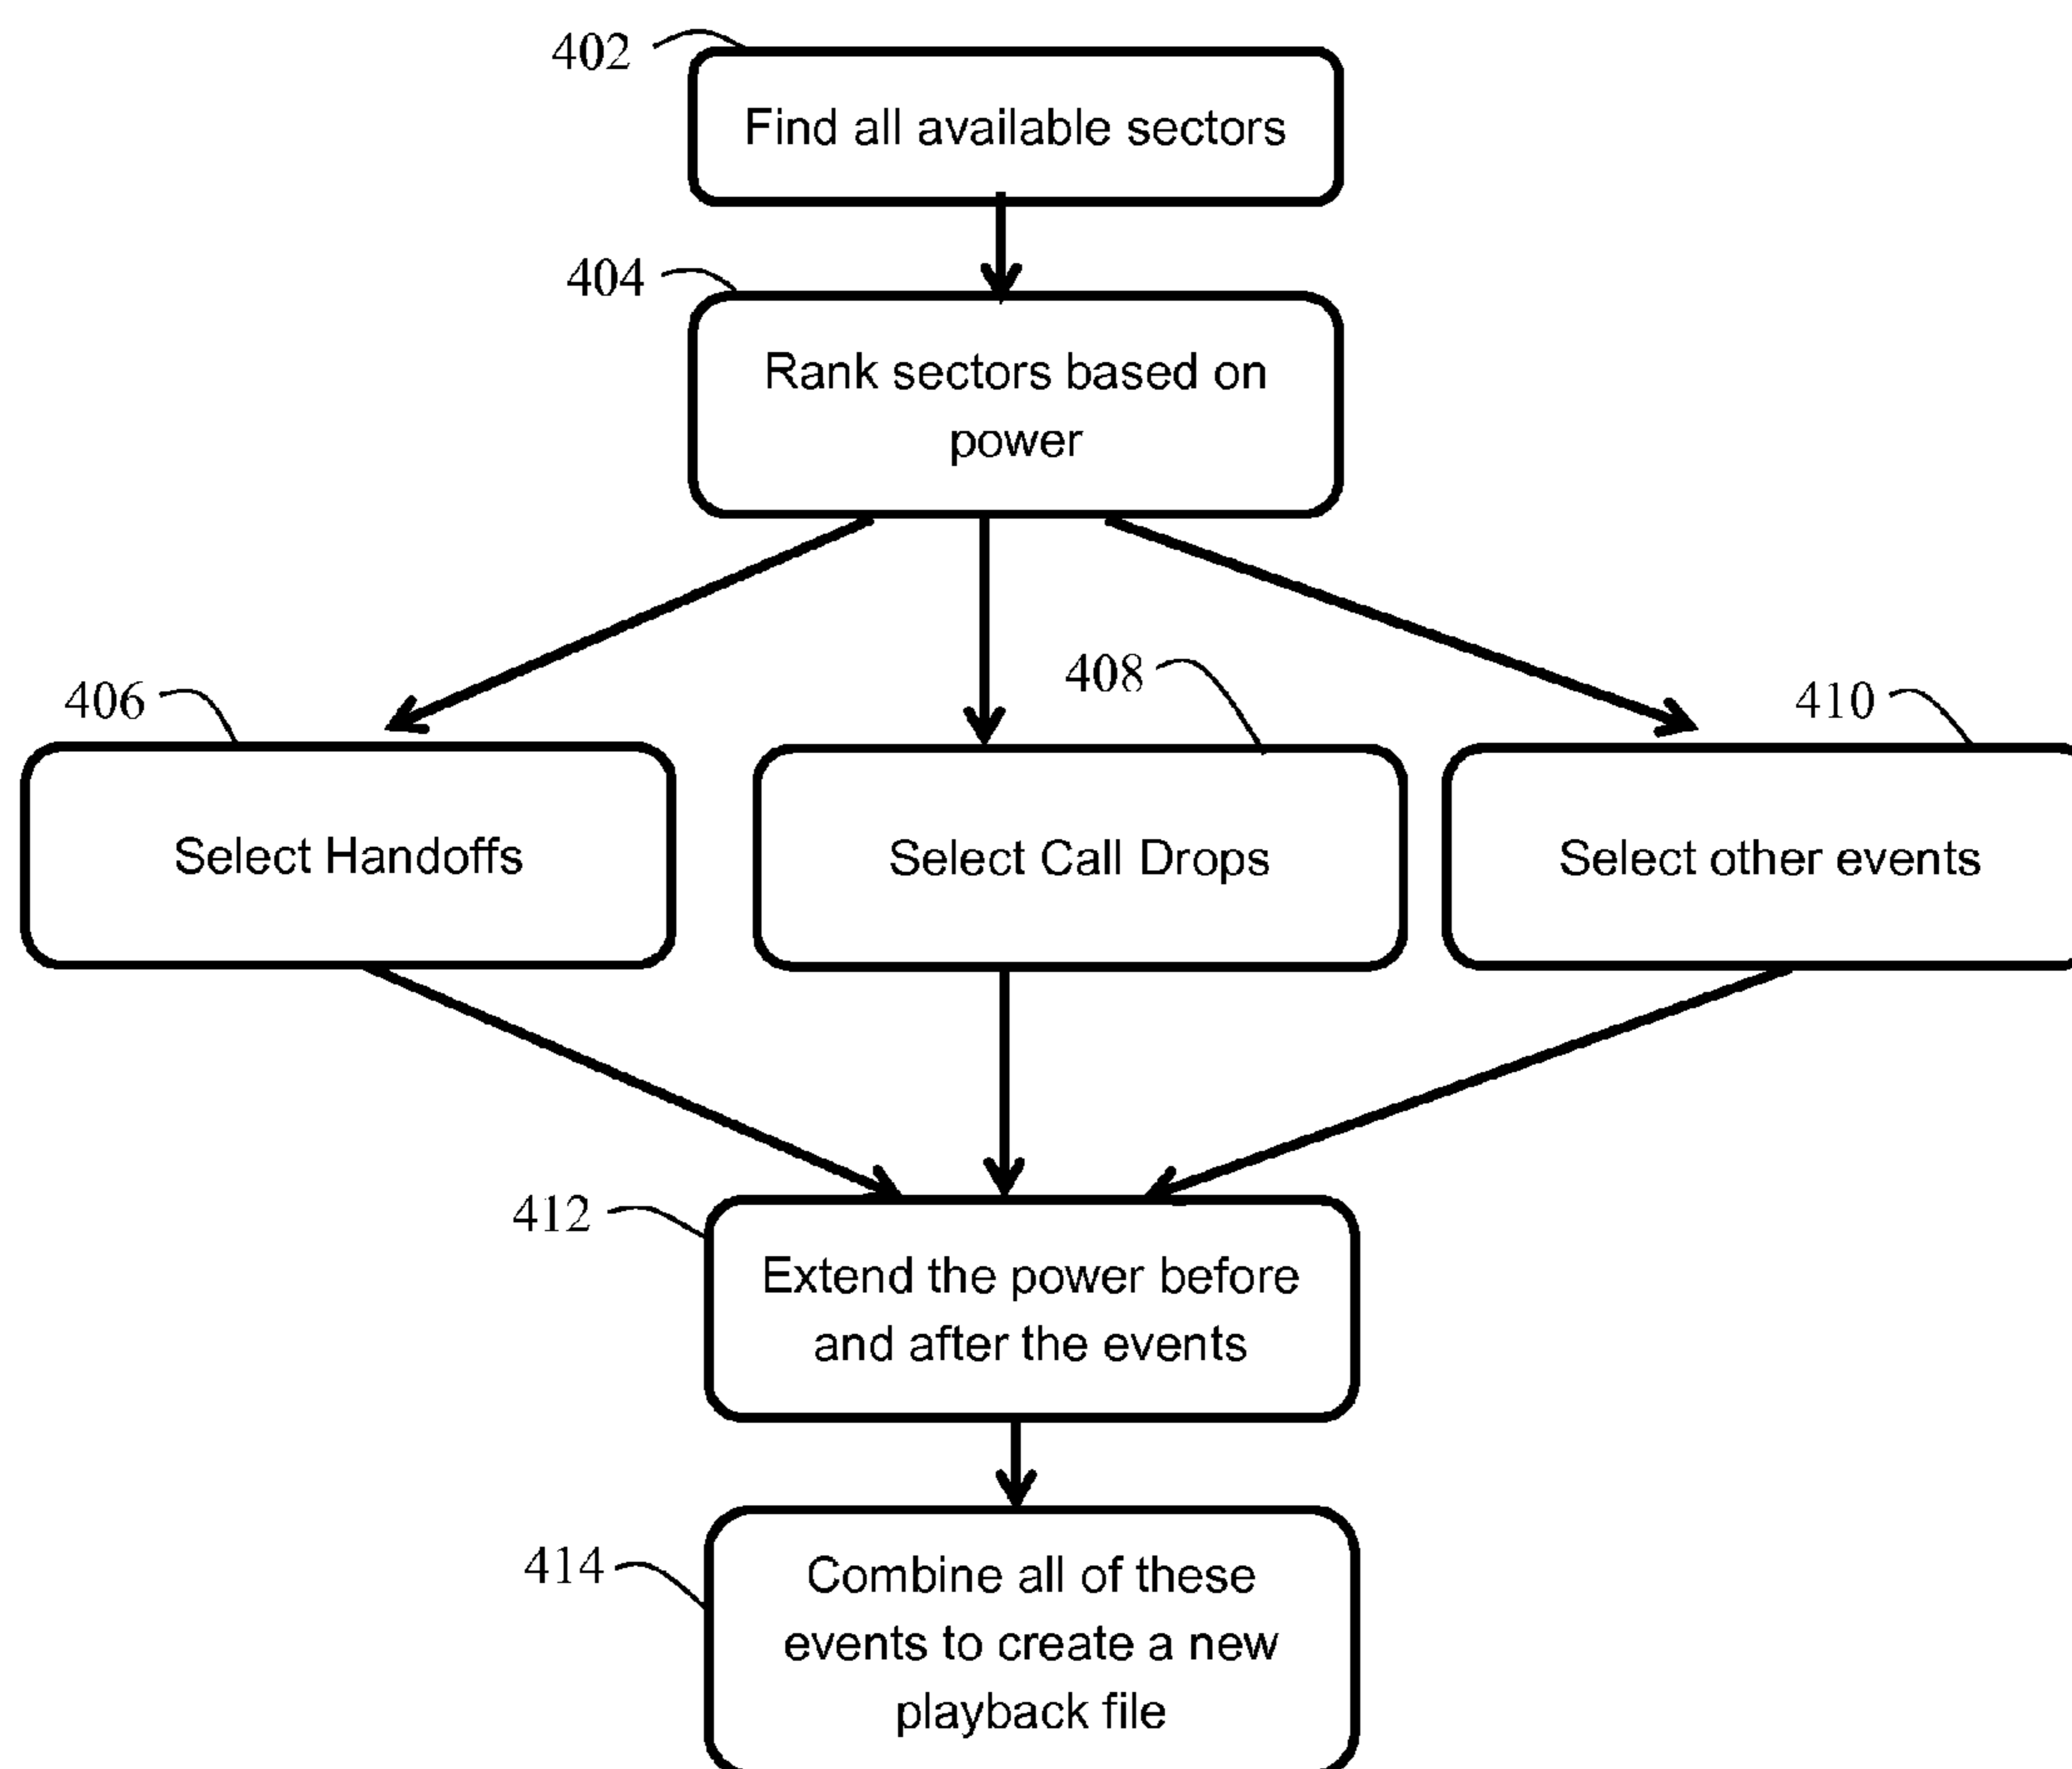 402
Find all available sectors
404
Rank sectors based on
power
406
408
410
Select Handoffs
Select Call Drops
Select other events
412
Extend the power before
and after the events
414
Combine all of these
events to create a new
playback file